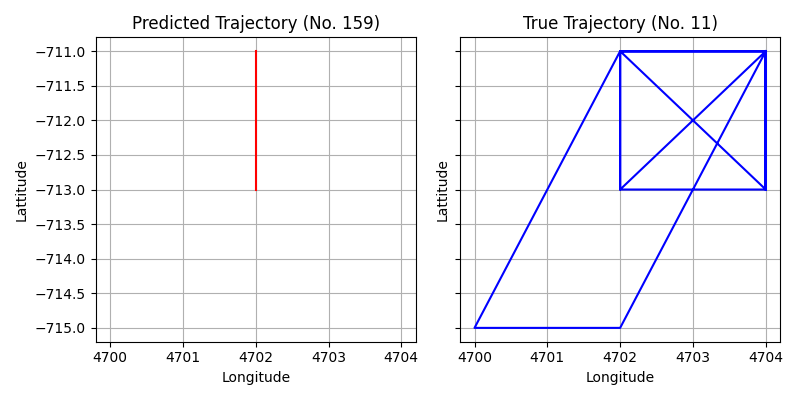 Predicted Trajectory (No. 159)
True Trajectory (No. 11)
−711.0
−711.5
−712.0
−712.5
−713.0
−713.5
−714.0
−714.5
−715.0
Lattitude
Lattitude
4700 4701 4702 4703 4704
4700 4701 4702 4703 4704
Longitude
Longitude